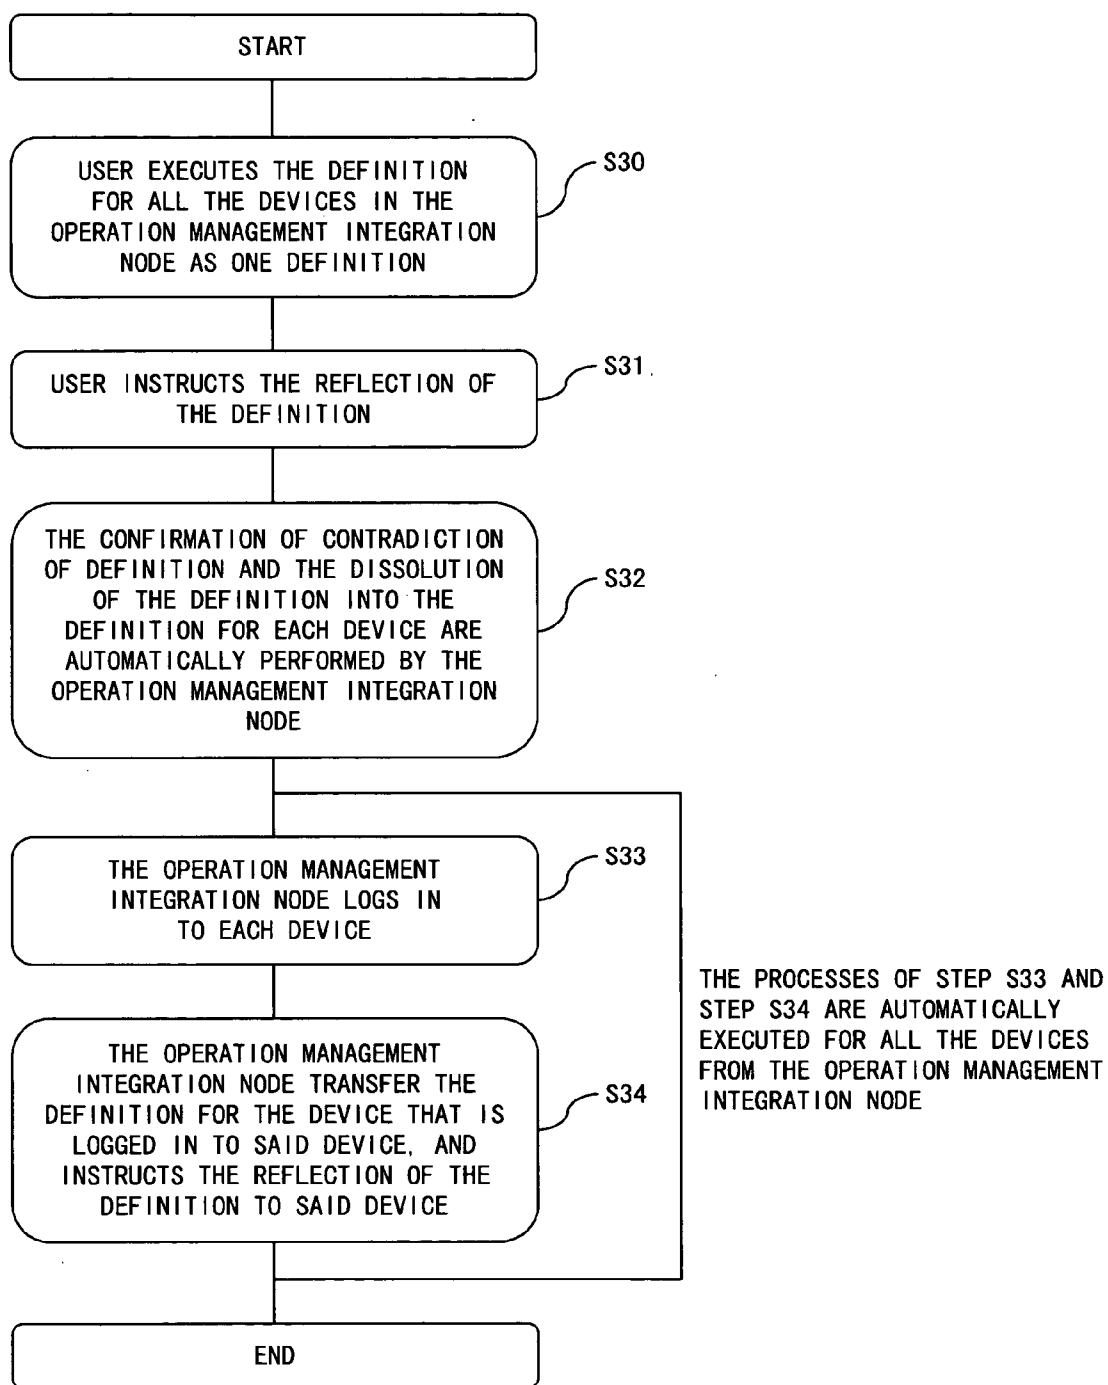 START
USER EXECUTES THE DEFINITION
FOR ALL THE DEVICES IN THE
OPERATION MANAGEMENT INTEGRATION
NODE AS ONE DEFINITION
S30
USER INSTRUCTS THE REFLECTION OF
THE DEFINITION
S31
THE CONFIRMATION OF CONTRADICTION
OF DEFINITION AND THE DISSOLUTION
OF THE DEFINITION INTO THE
DEFINITION FOR EACH DEVICE ARE
AUTOMATICALLY PERFORMED BY THE
OPERATION MANAGEMENT INTEGRATION
NODE
S32
THE OPERATION MANAGEMENT
INTEGRATION NODE LOGS IN
TO EACH DEVICE
S33
THE OPERATION MANAGEMENT
INTEGRATION NODE TRANSFER THE
DEFINITION FOR THE DEVICE THAT IS
LOGGED IN TO SAID DEVICE, AND
INSTRUCTS THE REFLECTION OF THE
DEFINITION TO SAID DEVICE
S34
THE PROCESSES OF STEP S33 AND
STEP S34 ARE AUTOMATICALLY
EXECUTED FOR ALL THE DEVICES
FROM THE OPERATION MANAGEMENT
INTEGRATION NODE
END